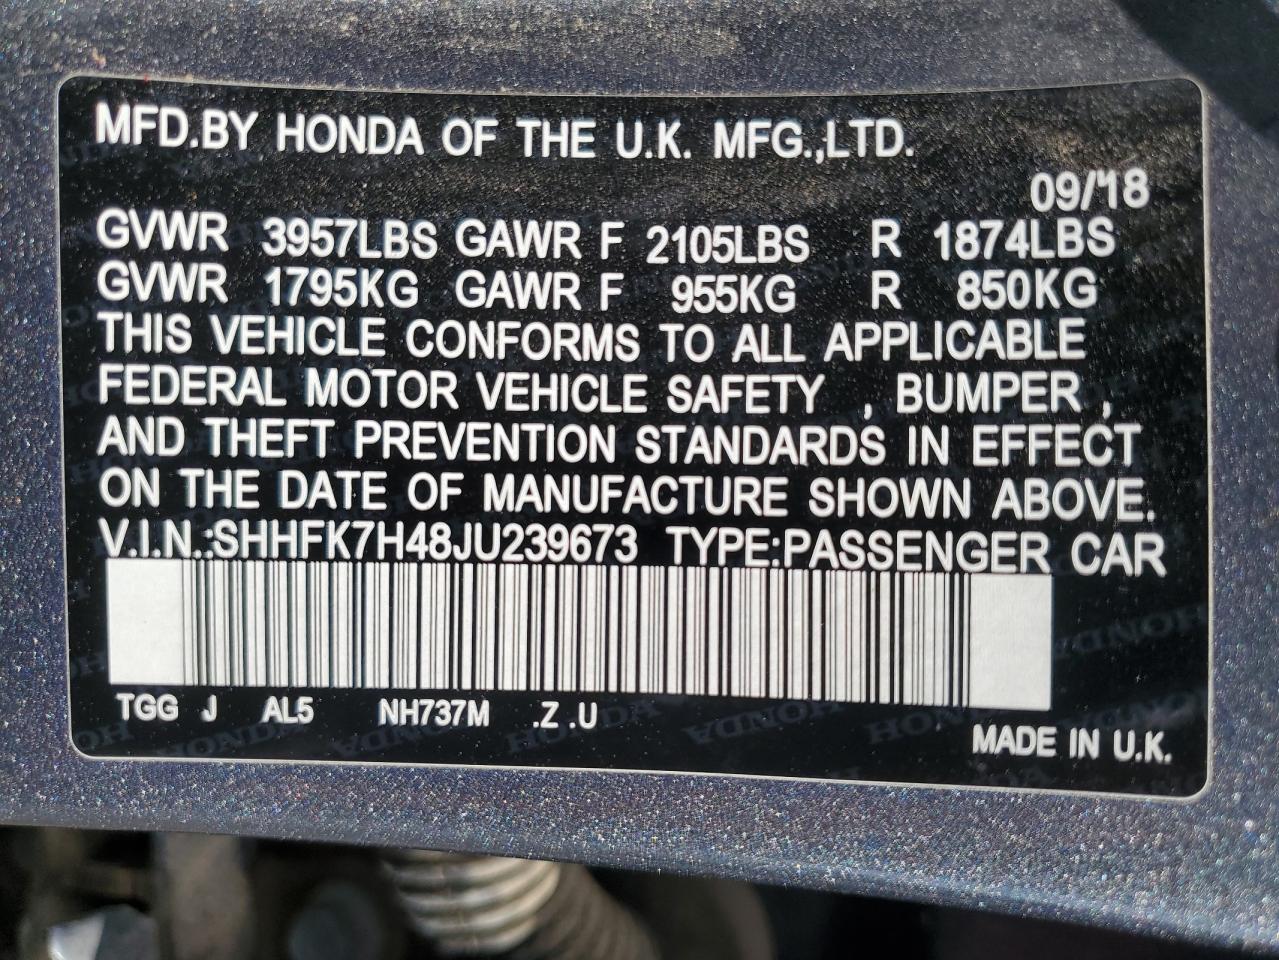 MFD.BY HONDA OF THE U.K. MFG.,LTD.
09/'18
GVWR 3957LBS GAWR F 2105LBS R 1874LBS
GVWR 1795KG GAWR F 955KG R 850KG
THIS VEHICLE CONFORMS TO ALL APPLICABLE
FEDERAL MOTOR VEHICLE SAFETY , BUMPER ,
AND THEFT PREVENTION STANDARDS IN EFFECT
ON THE DATE OF MANUFACTURE SHOWN ABOVE.
V.I.N.:SHHFK7H48JU239673 TYPE:PASSENGER CAR
TGG J AL5 NH737M .Z .U
MADE IN U.K.